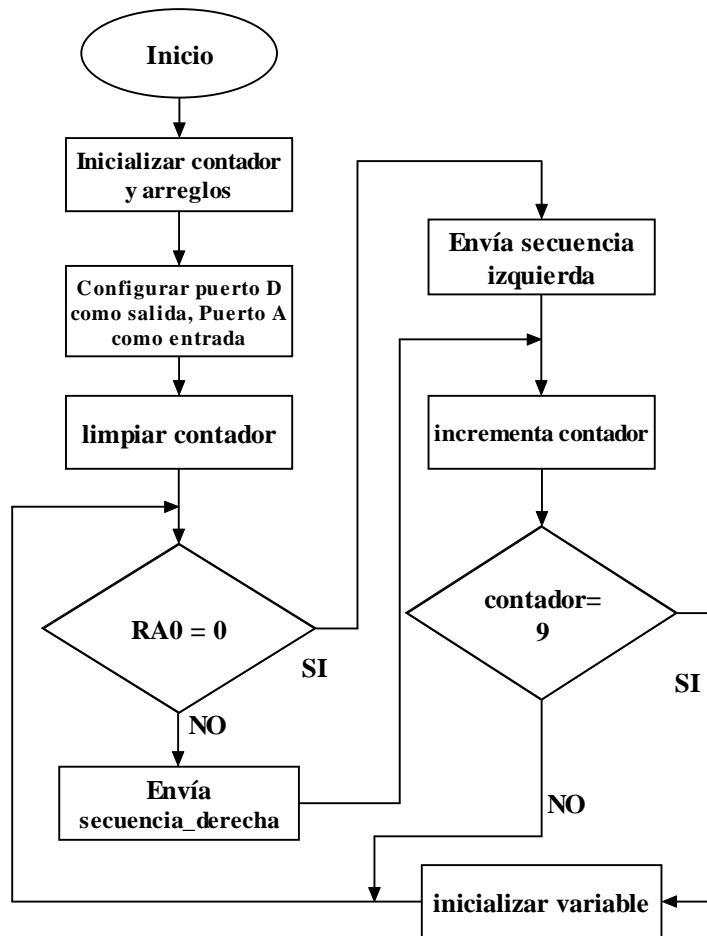 Inicio
Inicializar contador
y arreglos
Configurar puerto D
como salida, Puerto A
como entrada
limpiar contador
RA0 = 0
SI
NO
Envía
secuencia_derecha
Envía secuencia
izquierda
incrementa contador
contador=
9
SI
NO
inicializar variable